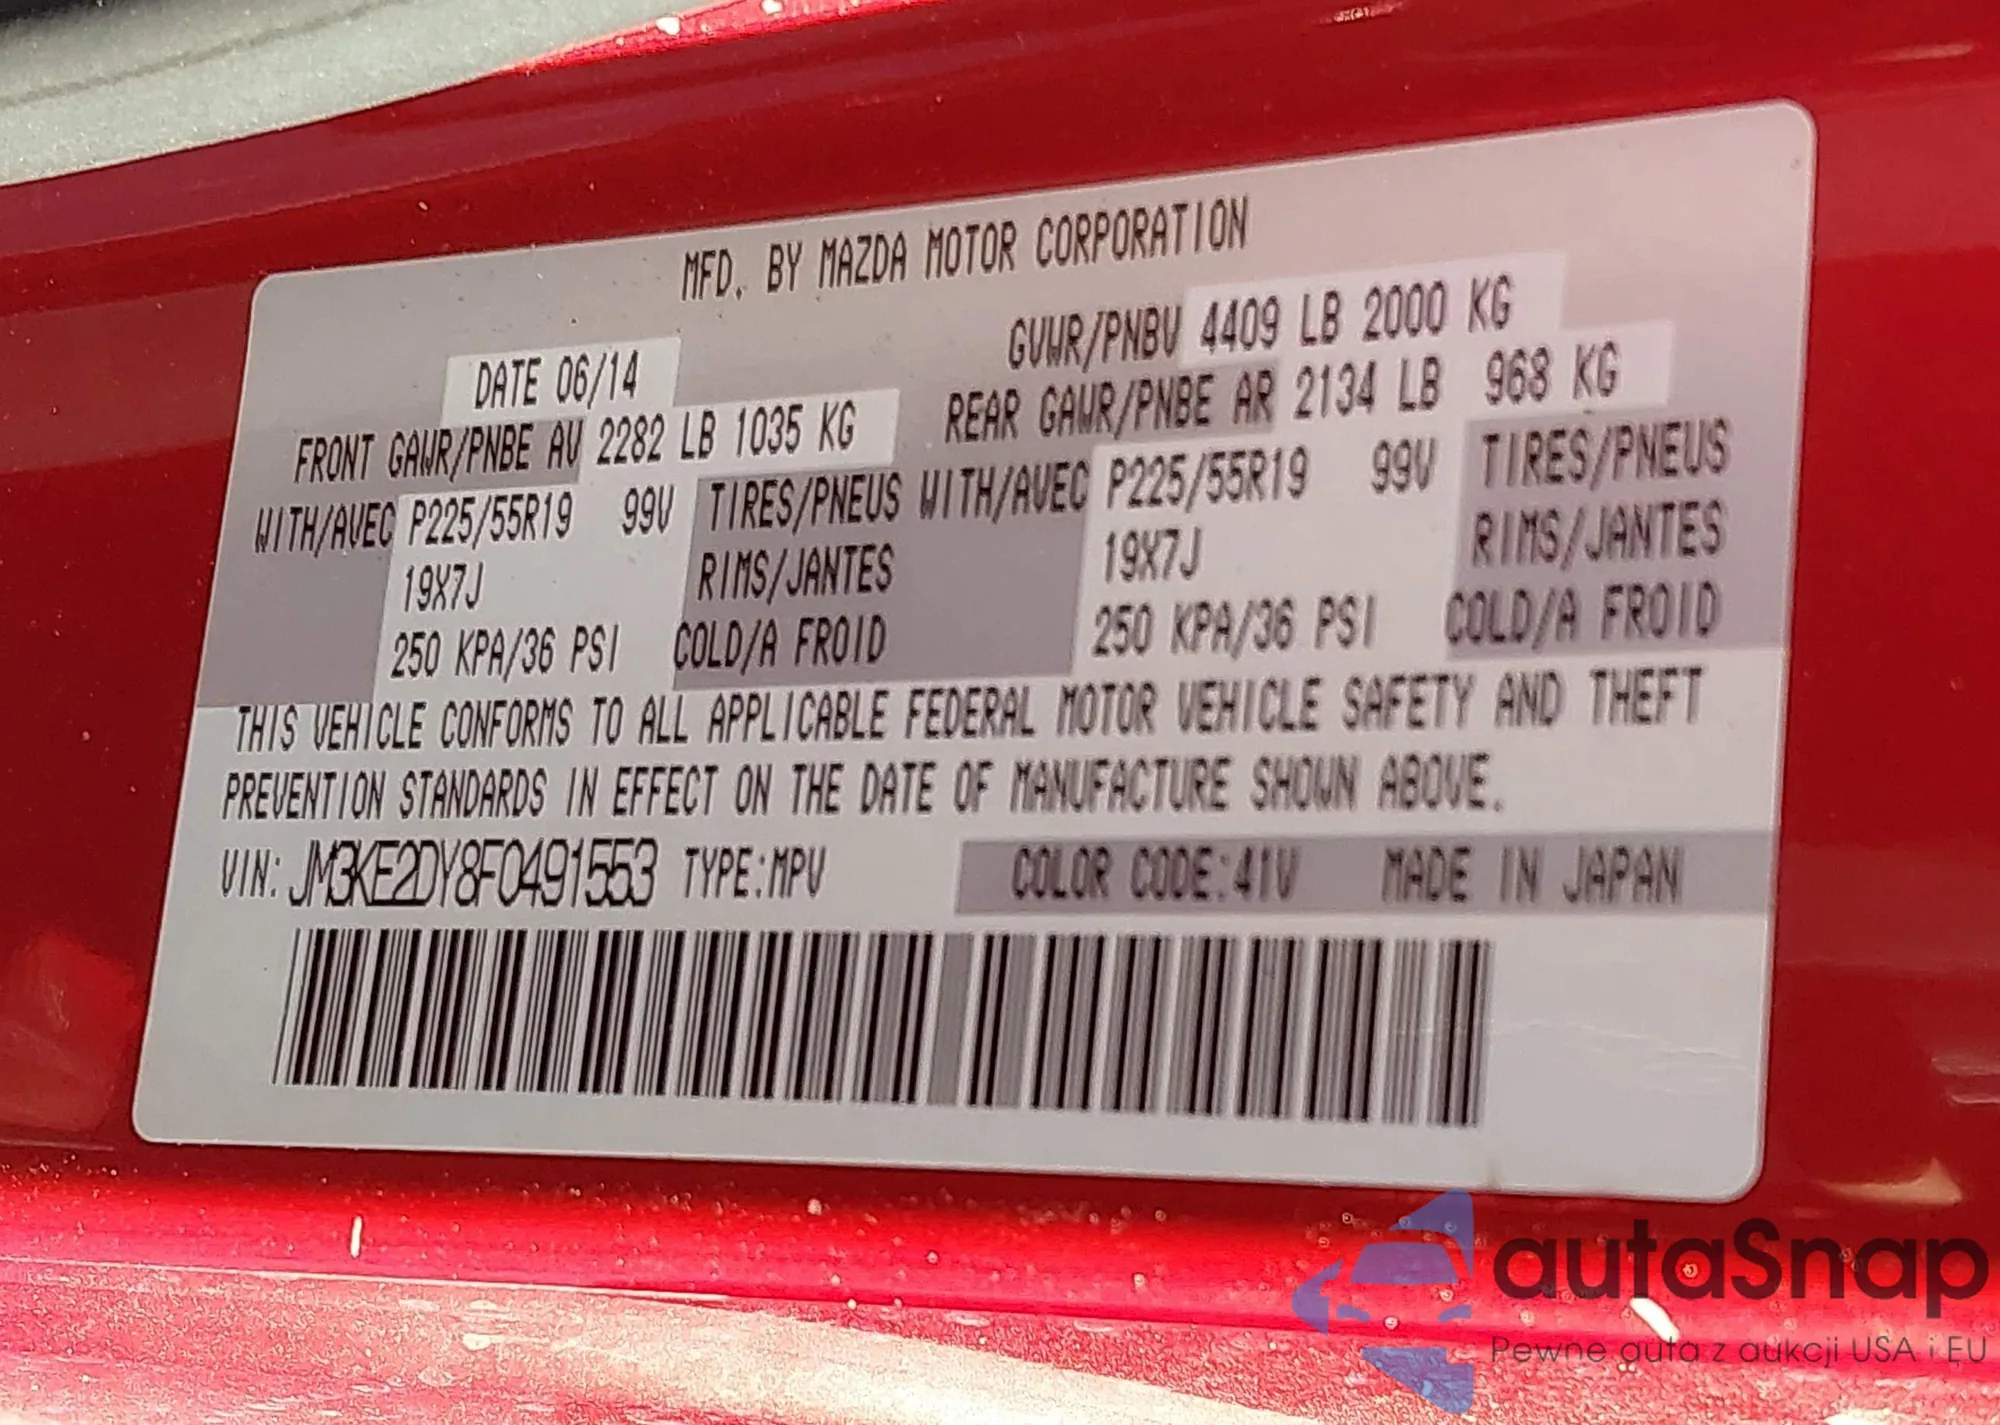 MFD. BY MAZDA MOTOR CORPORATION
DATE 06/14 GVWR/PNBV 4409 LB 2000 KG
FRONT GAWR/PNBE AV 2282 LB 1035 KG REAR GAWR/PNBE AR 2134 LB 968 KG
WITH/AVEC P225/55R19 99V TIRES/PNEUS WITH/AVEC P225/55R19 99V TIRES/PNEUS
19X7J RIMS/JANTES 19X7J RIMS/JANTES
250 KPA/36 PSI COLD/A FROID 250 KPA/36 PSI COLD/A FROID
THIS VEHICLE CONFORMS TO ALL APPLICABLE FEDERAL MOTOR VEHICLE SAFETY AND THEFT
PREVENTION STANDARDS IN EFFECT ON THE DATE OF MANUFACTURE SHOWN ABOVE.
VIN: JM3KE2DY8F0491553 TYPE:MPV COLOR CODE:41V MADE IN JAPAN
autaSnap
Pewne auta z aukcji USA i EU